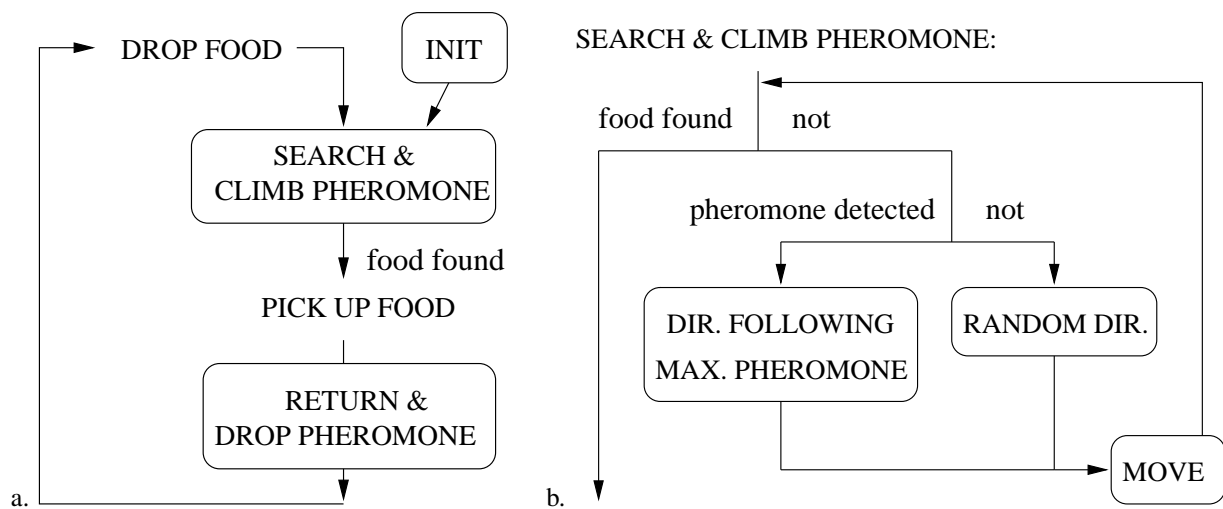 DROP FOOD
INIT
SEARCH &
CLIMB PHEROMONE
food found
PICK UP FOOD
RETURN &
DROP PHEROMONE
a.
SEARCH & CLIMB PHEROMONE:
food found not
pheromone detected not
DIR. FOLLOWING
MAX. PHEROMONE
RANDOM DIR.
MOVE
b.